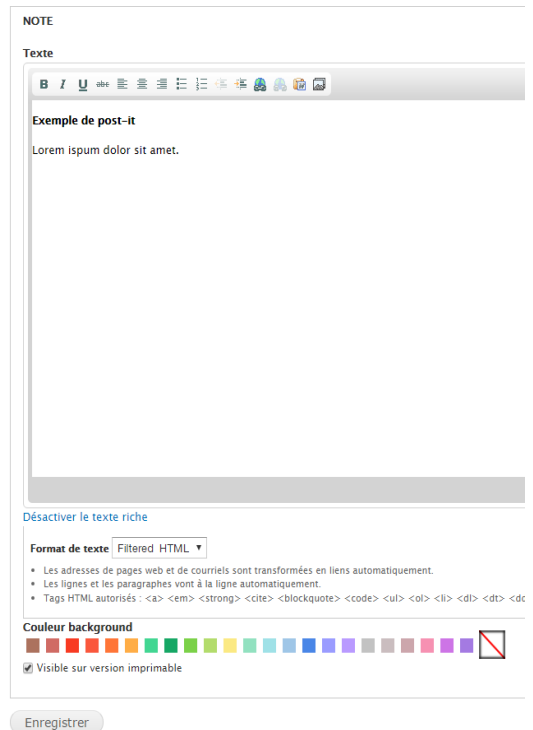 NOTE
Texte
B I U abc
Exemple de post-it
Lorem ispum dolor sit amet.
Désactiver le texte riche
Format de texte Filtered HTML
Les adresses de pages web et de courriels sont transformées en liens automatiquement.
Les lignes et les paragraphes vont à la ligne automatiquement.
Tags HTML autorisés : <a> <em> <strong> <cite> <blockquote> <code> <ul> <ol> <li> <dl> <dt>
Couleur background
Visible sur version imprimable
Enregistrer